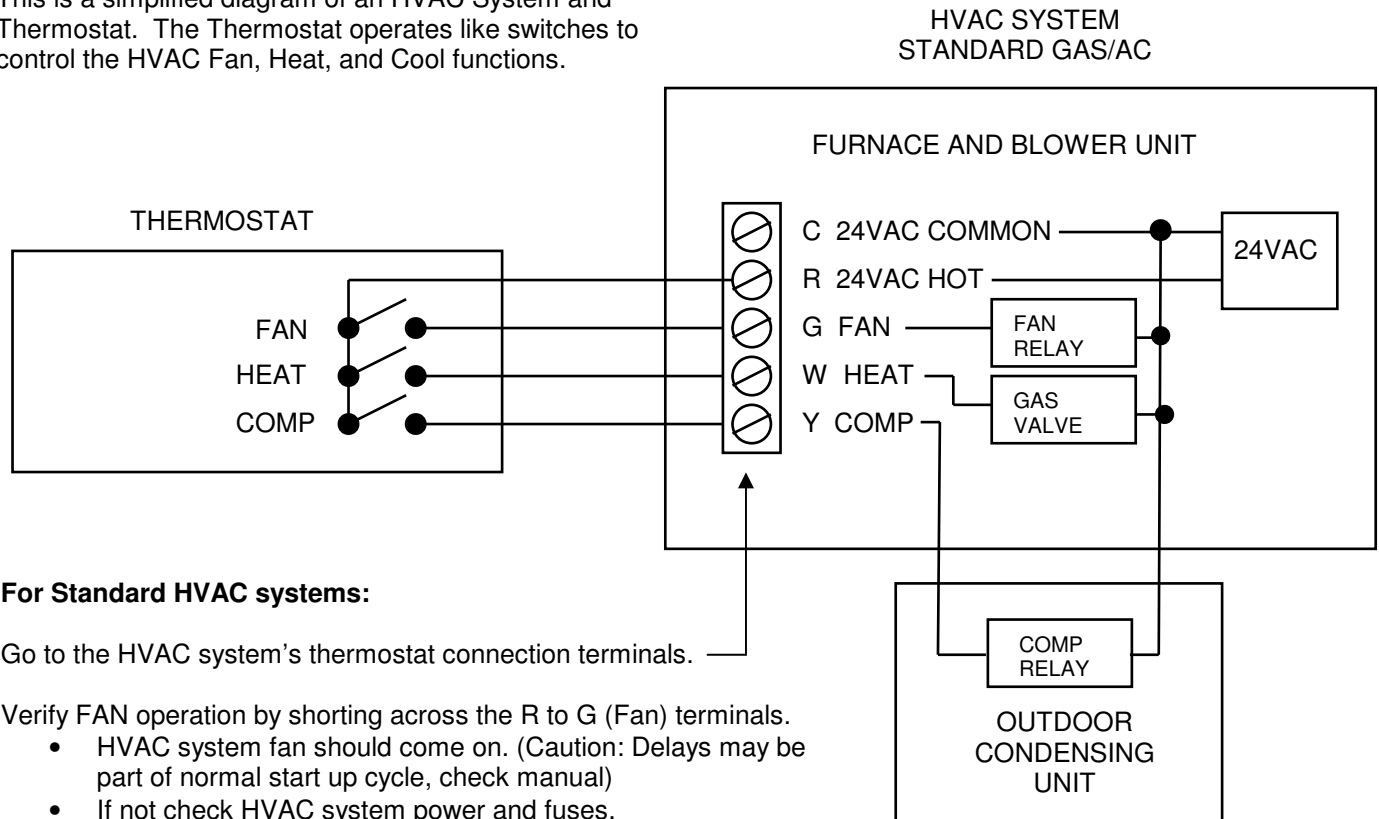 This is a simplified diagram of an HVAC System and
Thermostat. The Thermostat operates like switches to
control the HVAC Fan, Heat, and Cool functions.
HVAC SYSTEM
STANDARD GAS/AC
FURNACE AND BLOWER UNIT
THERMOSTAT
C 24VAC COMMON
24VAC
R 24VAC HOT
FAN
G FAN
FAN
RELAY
HEAT
W HEAT
GAS
VALVE
COMP
Y COMP
For Standard HVAC systems:
Go to the HVAC system's thermostat connection terminals.
COMP
RELAY
Verify FAN operation by shorting across the R to G (Fan) terminals.
• HVAC system fan should come on. (Caution: Delays may be
part of normal start up cycle, check manual)
• If not check HVAC system power and fuses.
OUTDOOR
CONDENSING
UNIT